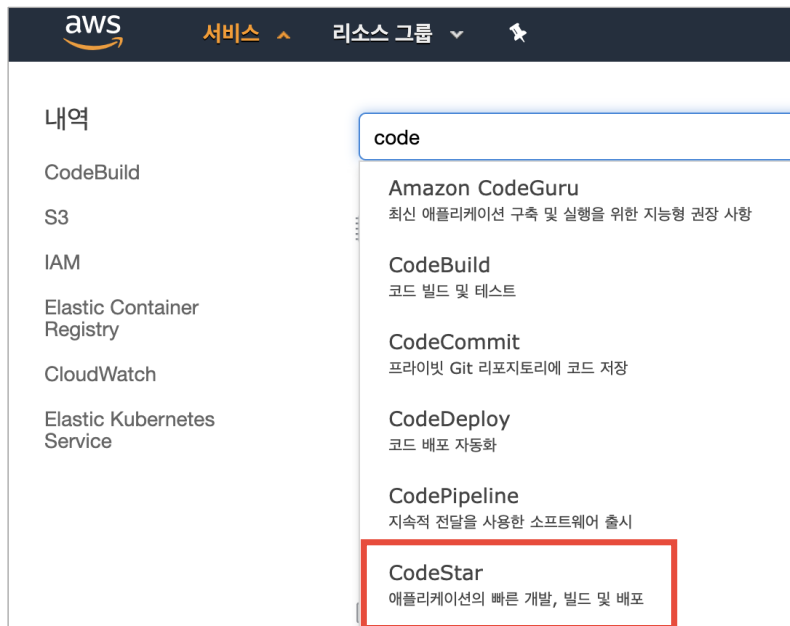 aws 서비스 리소스 그룹
내역
CodeBuild
S3
IAM
Elastic Container
Registry
CloudWatch
Elastic Kubernetes
Service
code
Amazon CodeGuru
최신 애플리케이션 구축 및 실행을 위한 지능형 권장 사항
CodeBuild
코드 빌드 및 테스트
CodeCommit
프라이빗 Git 리포지토리에 코드 저장
CodeDeploy
코드 배포 자동화
CodePipeline
지속적 전달을 사용한 소프트웨어 출시
CodeStar
애플리케이션의 빠른 개발, 빌드 및 배포